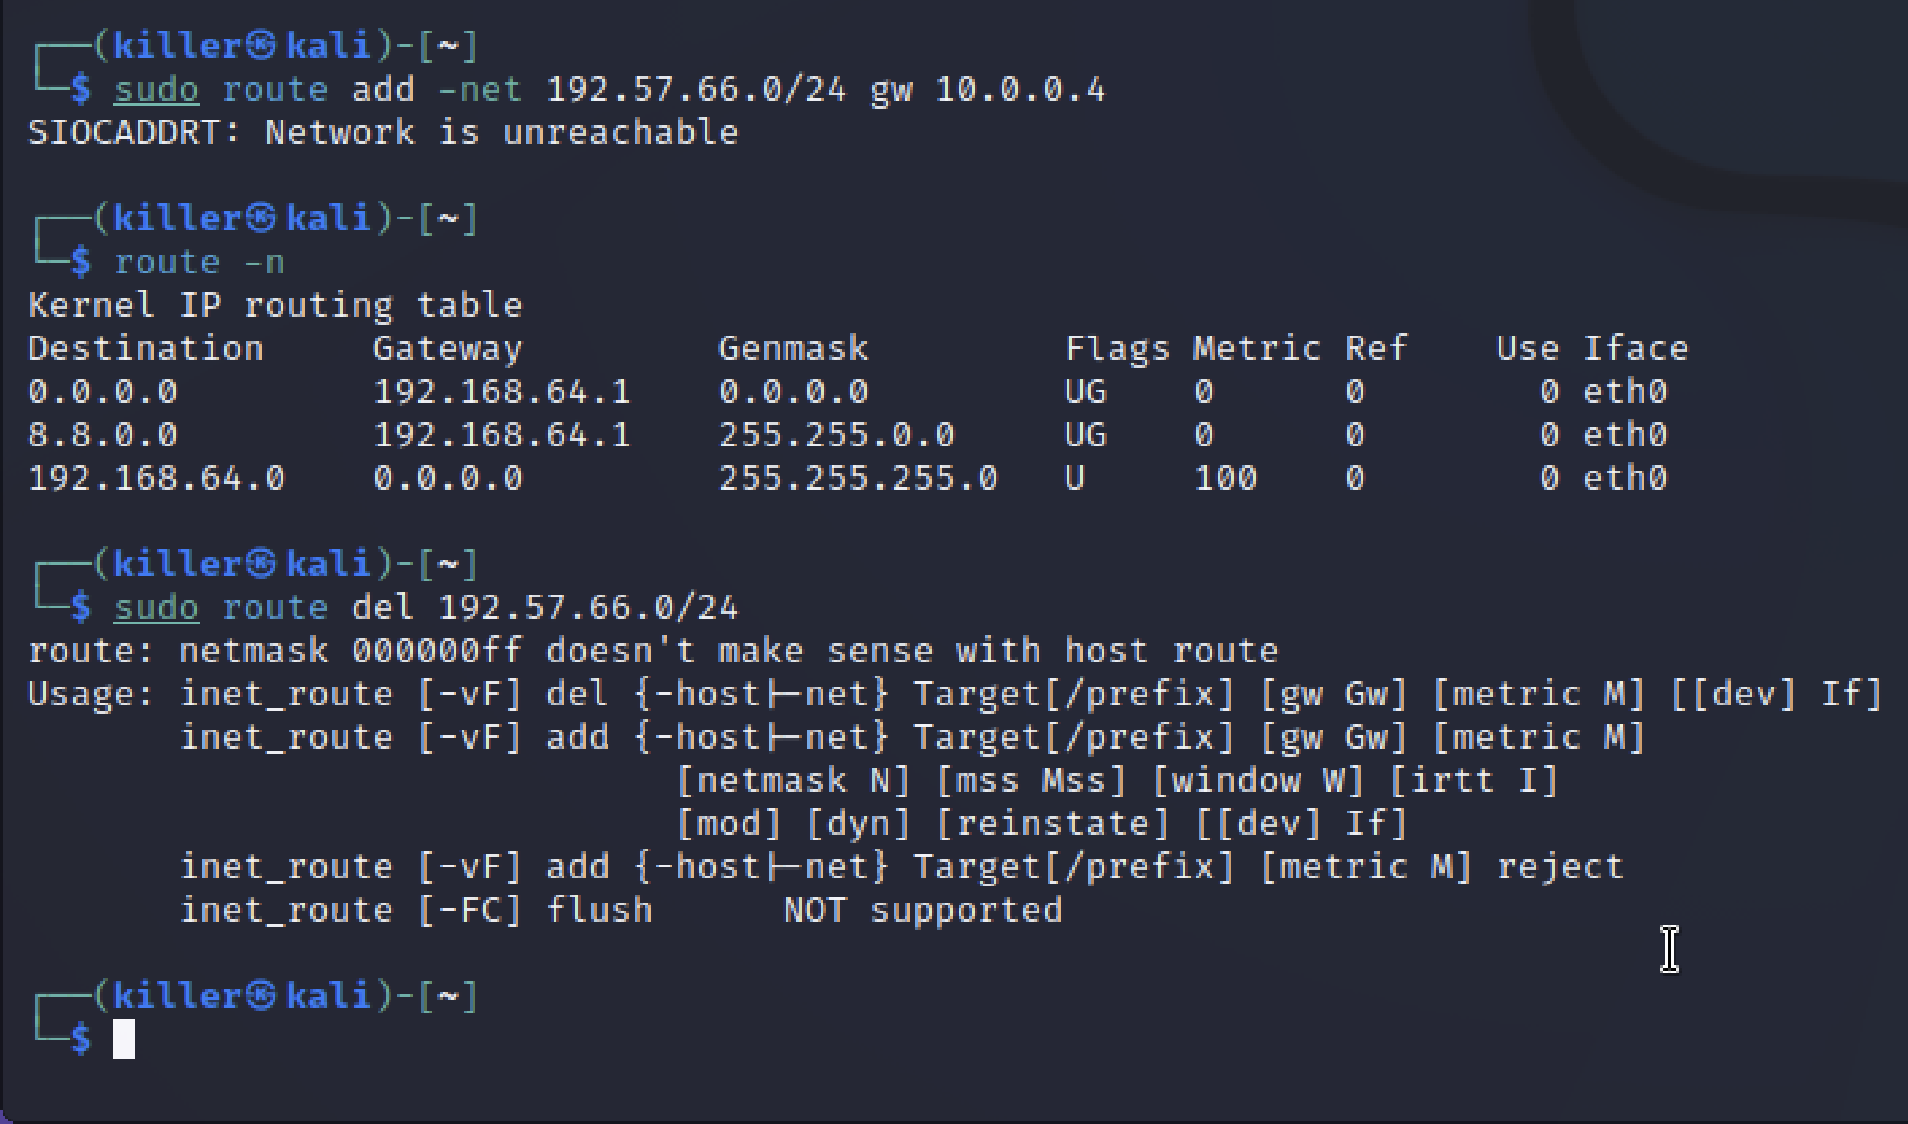 ┌──(killer㉿kali)-[~]
└─$ sudo route add -net 192.57.66.0/24 gw 10.0.0.4
SIOCADDRT: Network is unreachable
┌──(killer㉿kali)-[~]
└─$ route -n
Kernel IP routing table
Destination     Gateway         Genmask         Flags Metric Ref    Use Iface
0.0.0.0         192.168.64.1    0.0.0.0         UG    0      0        0 eth0
8.8.0.0         192.168.64.1    255.255.0.0     UG    0      0        0 eth0
192.168.64.0    0.0.0.0         255.255.255.0   U     100    0        0 eth0
┌──(killer㉿kali)-[~]
└─$ sudo route del 192.57.66.0/24
route: netmask 000000ff doesn't make sense with host route
Usage: inet_route [-vF] del {-host|-net} Target[/prefix] [gw Gw] [metric M] [[dev] If]
       inet_route [-vF] add {-host|-net} Target[/prefix] [gw Gw] [metric M]
                              [netmask N] [mss Mss] [window W] [irtt I]
                              [mod] [dyn] [reinstate] [[dev] If]
       inet_route [-vF] add {-host|-net} Target[/prefix] [metric M] reject
       inet_route [-FC] flush      NOT supported
┌──(killer㉿kali)-[~]
└─$